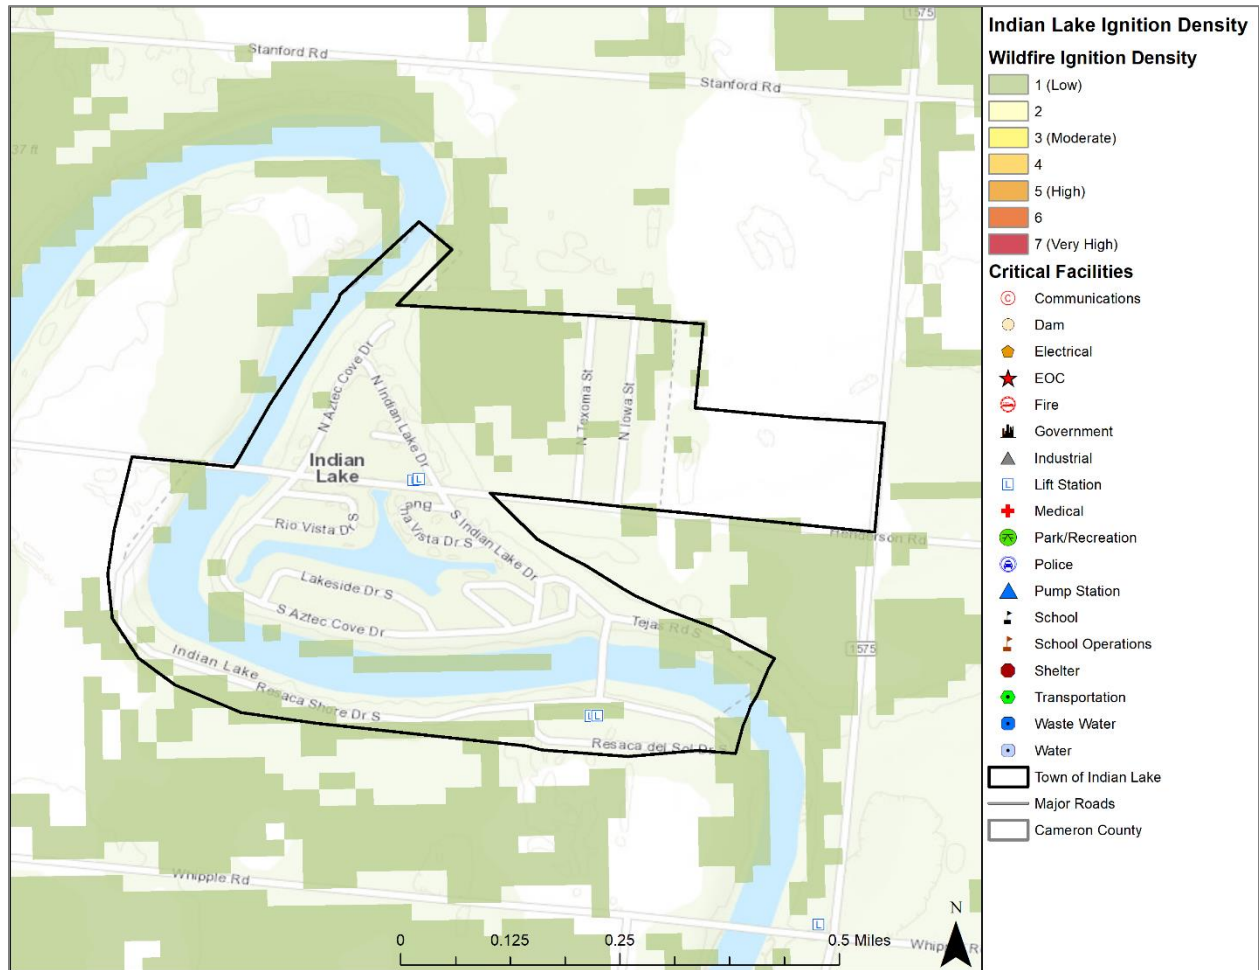 1575
Stanford Rd
Stanford Rd
37 ft
N Aztec Cove Dr
N Indian Lake Dr
N Texoma St
N Iowa St
Indian
Lake
L
Blue
Rio Vista Dr S
na Vista Dr S
S Indian Lake Dr
Henderson Rd
Lakeside Dr S
S Aztec Cove Dr
Tejas Rd S
1575
Indian Lake
Resaca Shore Dr S
L
L
Resaca del Sol Dr S
Whipple Rd
L
Whipple R
0
0.125
0.25
0.5 Miles
N
Indian Lake Ignition Density
Wildfire Ignition Density
1 (Low)
2
3 (Moderate)
4
5 (High)
6
7 (Very High)
Critical Facilities
C Communications
Dam
Electrical
EOC
Fire
Government
Industrial
L Lift Station
Medical
Park/Recreation
Police
Pump Station
School
School Operations
Shelter
Transportation
Waste Water
Water
Town of Indian Lake
Major Roads
Cameron County